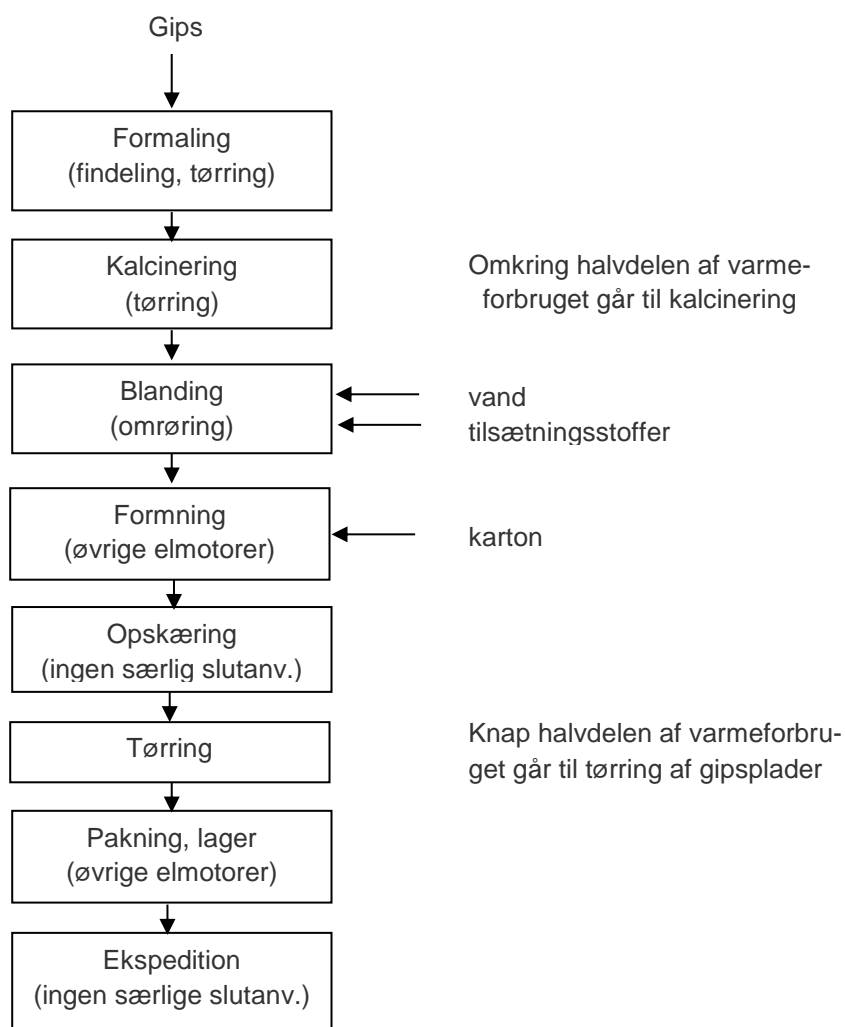 Gips
Formaling
(findeling, tørring)
Kalcinering
(tørring)
Omkring halvdelen af varme-
forbruget går til kalcinering
Blanding
(omrøring)
vand
tilsætningsstoffer
Formning
(øvrige elmotorer)
karton
Opskæring
(ingen særlig slutanv.)
Tørring
Knap halvdelen af varmeforbru-
get går til tørring af gipsplader
Pakning, lager
(øvrige elmotorer)
Ekspedition
(ingen særlige slutanv.)